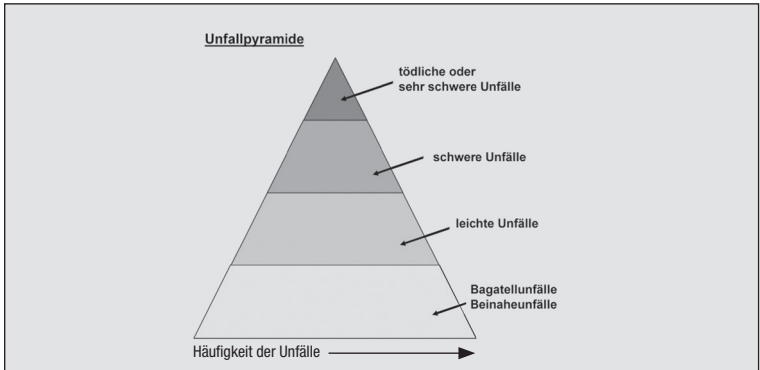 Unfallpyramide
tödliche oder
sehr schwere Unfälle
schwere Unfälle
leichte Unfälle
Bagatellunfälle
Beinaheunfälle
Häufigkeit der Unfälle